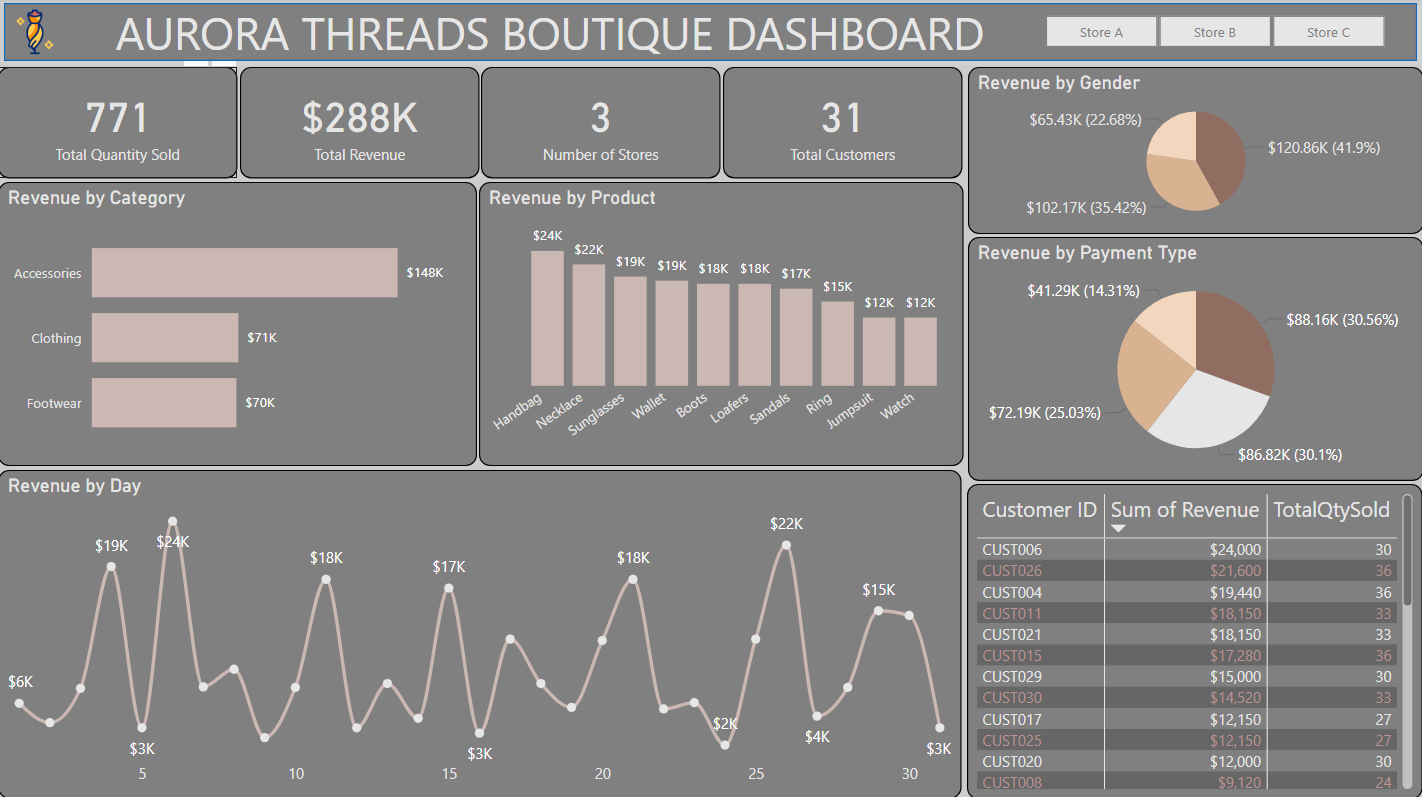 AURORA THREADS BOUTIQUE DASHBOARD
Store A
Store B
Store C
771
Total Quantity Sold
$288K
Total Revenue
3
Number of Stores
31
Total Customers
Revenue by Gender
$65.43K (22.68%)
$120.86K (41.9%)
$102.17K (35.42%)
Revenue by Category
Accessories
$148K
Clothing
$71K
Footwear
$70K
Revenue by Product
$24K
$22K
$19K
$19K
$18K
$18K
$17K
$15K
$12K
$12K
Handbag
Necklace
Sunglasses
Wallet
Boots
Loafers
Sandals
Ring
Jumpsuit
Watch
Revenue by Payment Type
$41.29K (14.31%)
$88.16K (30.56%)
$72.19K (25.03%)
$86.82K (30.1%)
Revenue by Day
$6K
$19K
$3K
$24K
$18K
$17K
$3K
$18K
$2K
$22K
$4K
$15K
$3K
5
10
15
20
25
30
Customer ID Sum of Revenue TotalQtySold
CUST006 $24,000 30
CUST026 $21,600 36
CUST004 $19,440 36
CUST011 $18,150 33
CUST021 $18,150 33
CUST015 $17,280 36
CUST029 $15,000 30
CUST030 $14,520 33
CUST017 $12,150 27
CUST025 $12,150 27
CUST020 $12,000 30
CUST008 $9,120 24